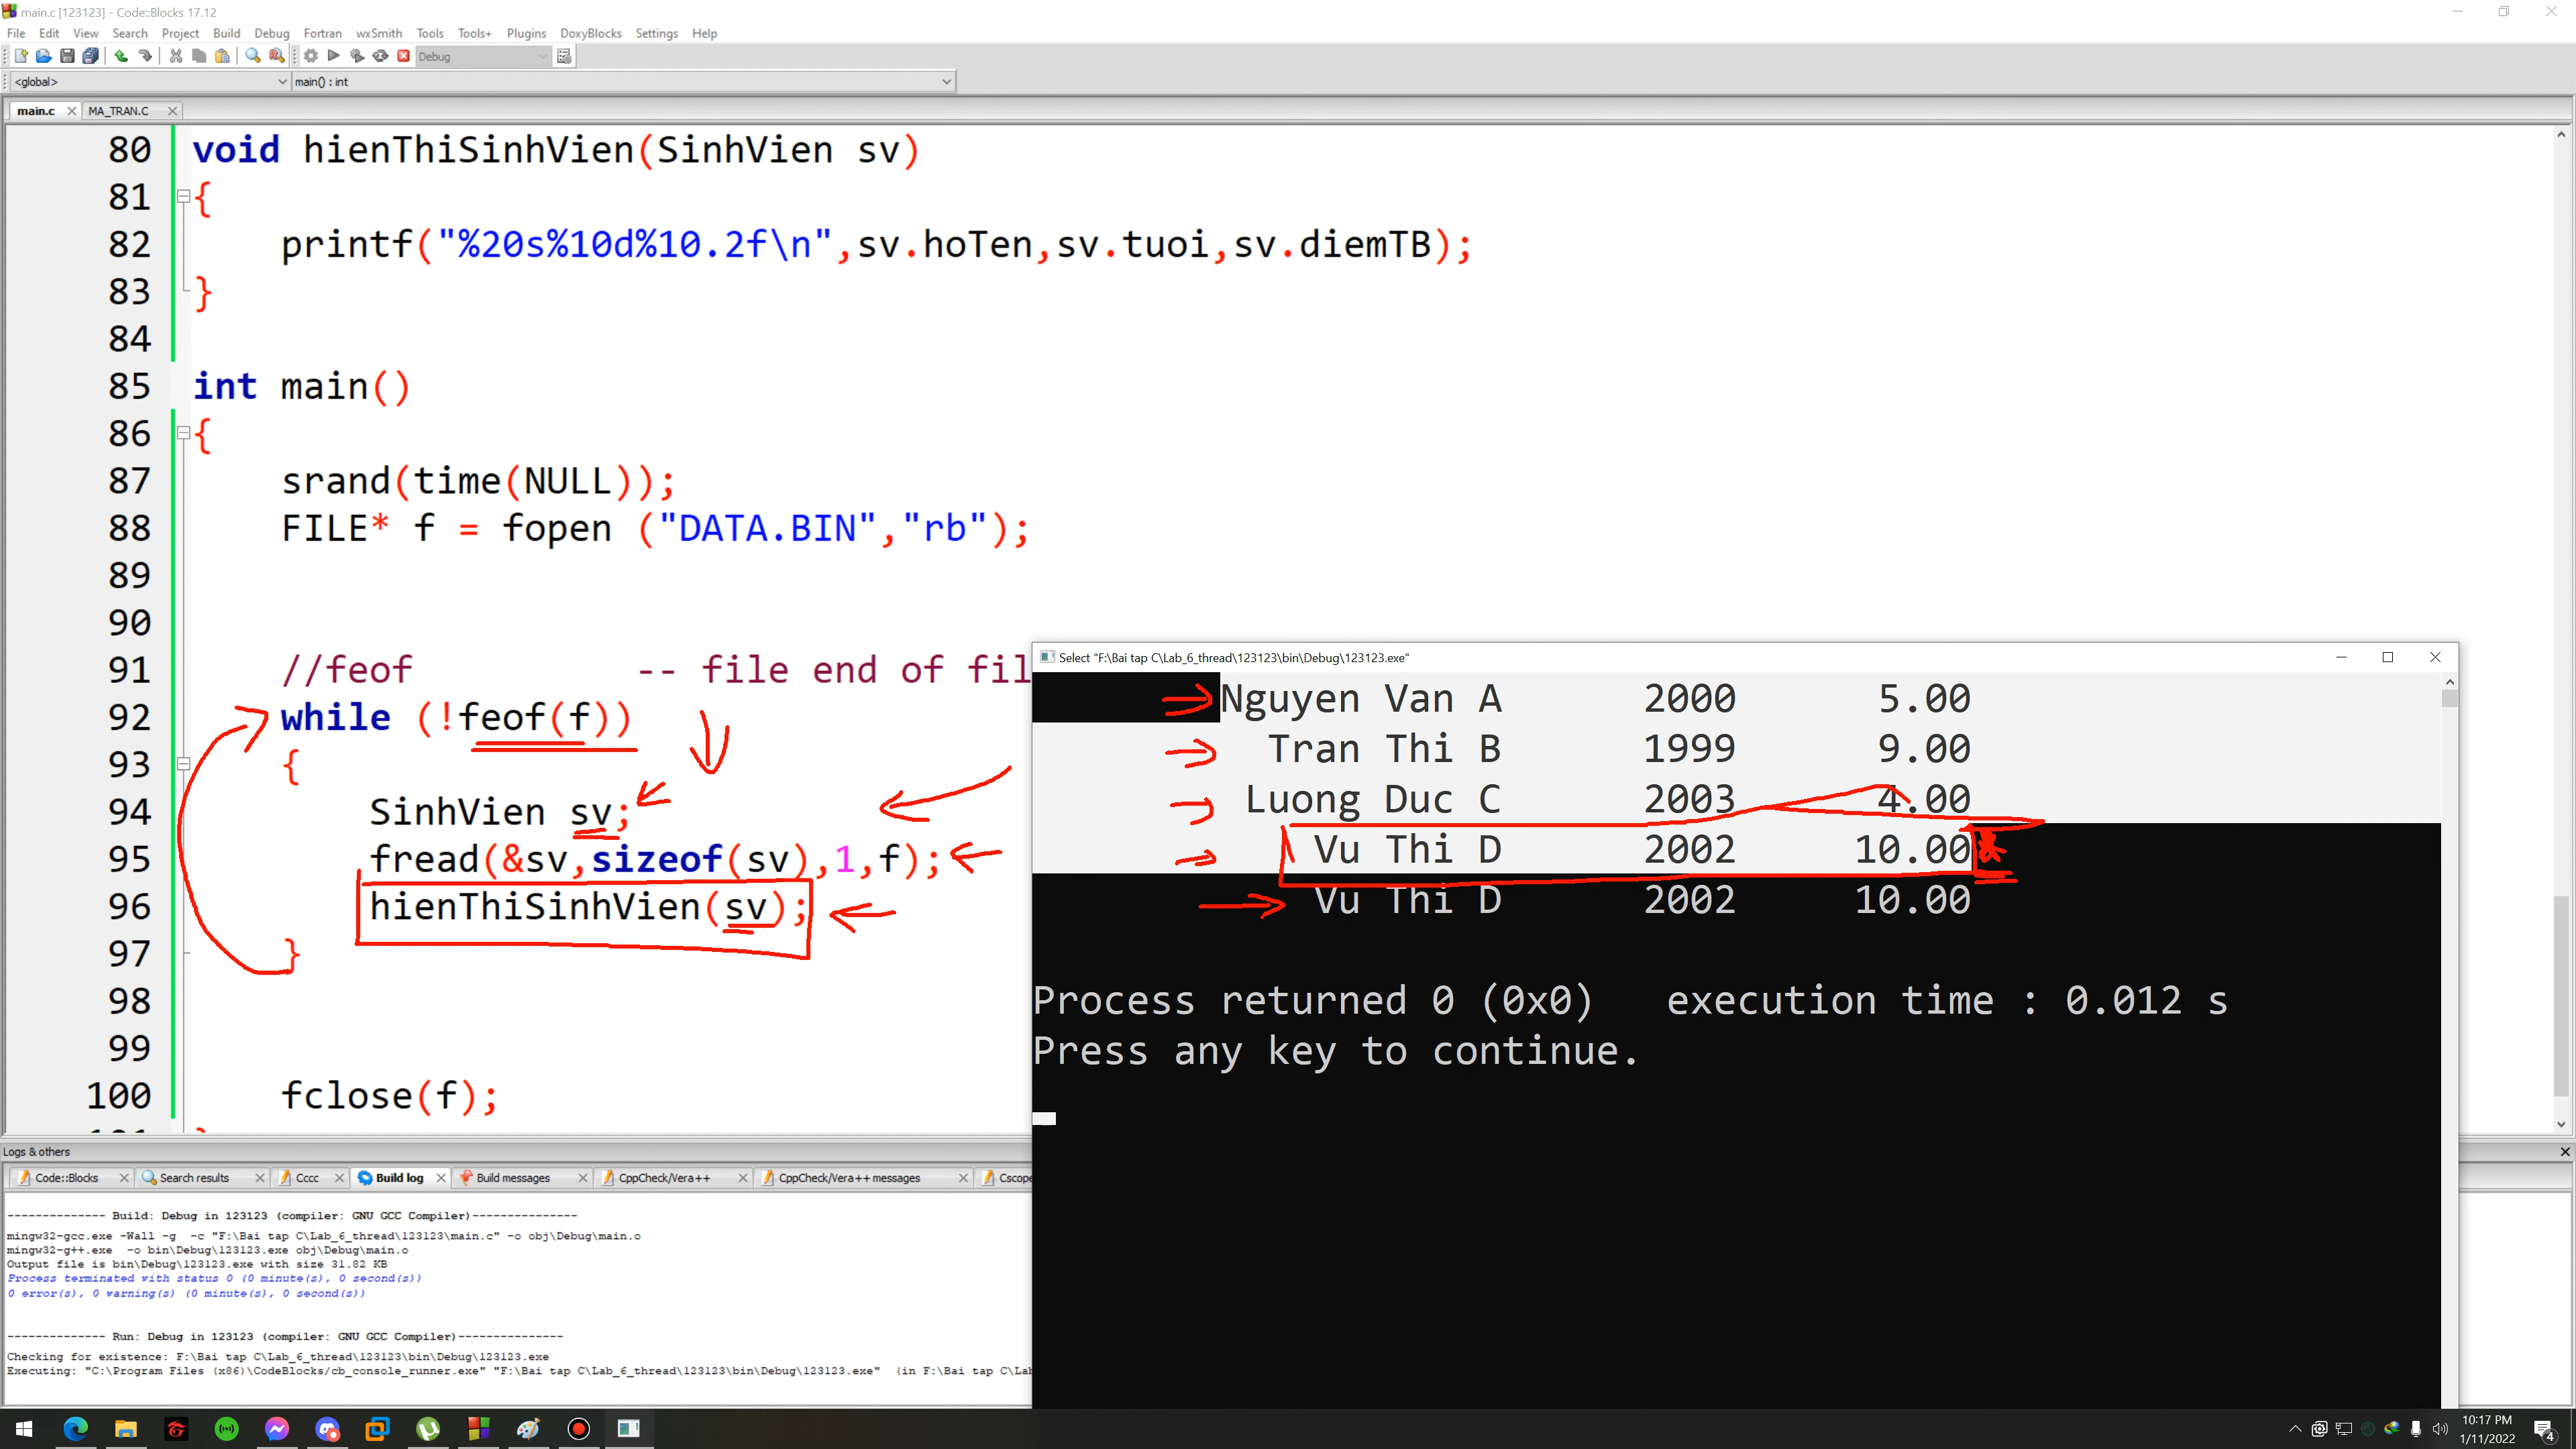 main.c [123123] - Code::Blocks 17.12
File Edit View Search Project Build Debug Fortran wxSmith Tools Tools+ Plugins DoxyBlocks Settings Help
Debug
<global> main() : int
main.c MA_TRAN.C
80 void hienThiSinhVien(SinhVien sv)
81 {
82 printf("%20s%10d%10.2f\n",sv.hoTen,sv.tuoi,sv.diemTB);
83 }
84
85 int main()
86 {
87 srand(time(NULL));
88 FILE* f = fopen ("DATA.BIN","rb");
89
90
91 //feof -- file end of fil
92 while (!feof(f))
93 {
94 SinhVien sv;
95 fread(&sv,sizeof(sv),1,f);
96 hienThiSinhVien(sv);
97 }
98
99
100 fclose(f);
Select "F:\Bai tap C\Lab_6_thread\123123\bin\Debug\123123.exe"
Nguyen Van A 2000 5.00
Tran Thi B 1999 9.00
Luong Duc C 2003 4.00
Vu Thi D 2002 10.00
Vu Thi D 2002 10.00
Process returned 0 (0x0) execution time : 0.012 s
Press any key to continue.
Logs & others
Code::Blocks Search results Cccc Build log Build messages CppCheck/Vera++ CppCheck/Vera++ messages Cscope
-------------- Build: Debug in 123123 (compiler: GNU GCC Compiler)---------------
mingw32-gcc.exe -Wall -g -c "F:\Bai tap C\Lab_6_thread\123123\main.c" -o obj\Debug\main.o
mingw32-g++.exe -o bin\Debug\123123.exe obj\Debug\main.o
Output file is bin\Debug\123123.exe with size 31.82 KB
Process terminated with status 0 (0 minute(s), 0 second(s))
0 error(s), 0 warning(s) (0 minute(s), 0 second(s))
-------------- Run: Debug in 123123 (compiler: GNU GCC Compiler)---------------
Checking for existence: F:\Bai tap C\Lab_6_thread\123123\bin\Debug\123123.exe
Executing: "C:\Program Files (x86)\CodeBlocks/cb_console_runner.exe" "F:\Bai tap C\Lab_6_thread\123123\bin\Debug\123123.exe" (in F:\Bai tap C\Lab
10:17 PM
1/11/2022
4